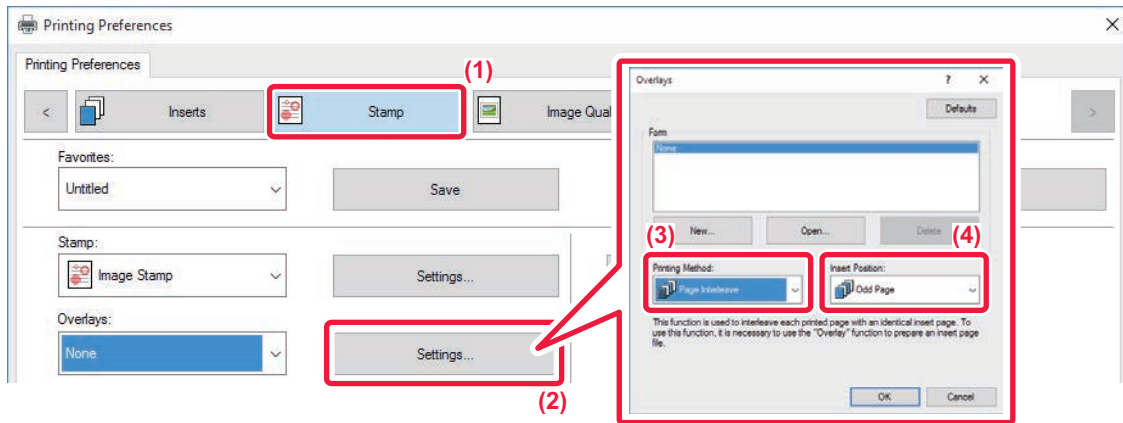 Printing Preferences
Printing Preferences
(1)
< Inserts Stamp Image Qual >
Favorites:
Untitled Save
Stamp:
Image Stamp Settings...
Overlays:
None Settings...
(2)
Overlays ? ×
Defaults
Form
None
New... Open... Delete
(3) (4)
Printing Method: Insert Position:
Page Interleave Odd Page
This function is used to interleave each printed page with an identical insert page. To
use this function, it is necessary to use the "Overlay" function to prepare an insert page
file.
OK Cancel